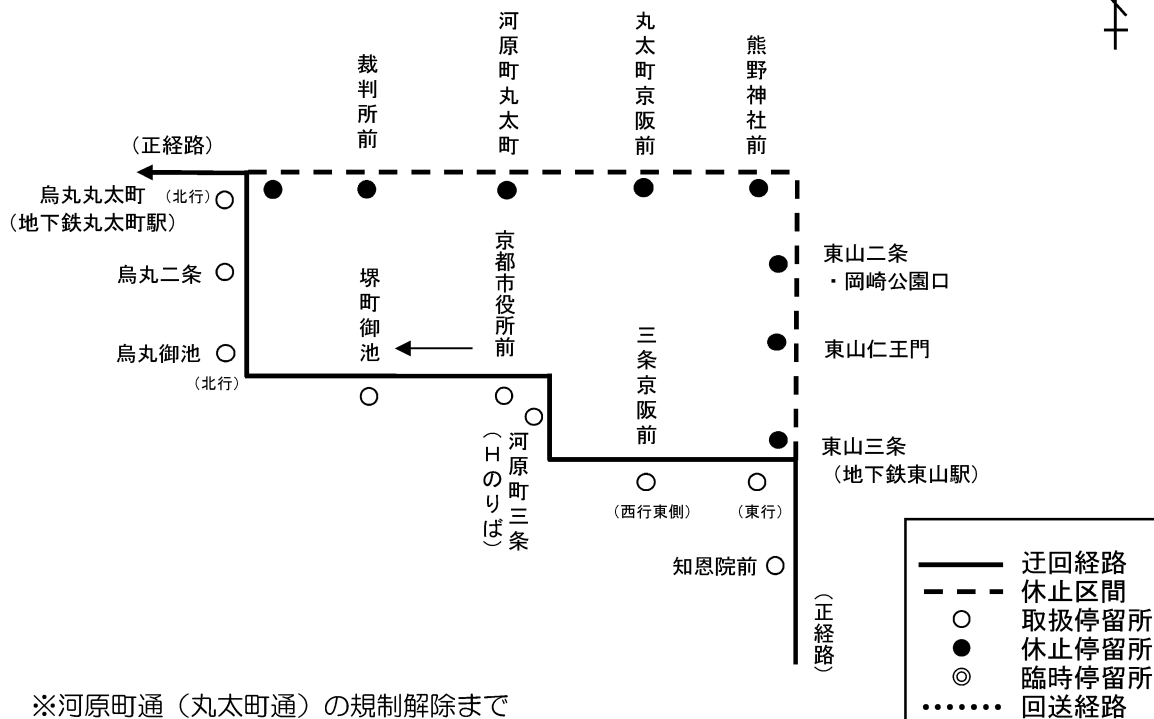 裁判所前
河原町丸太町
丸太町京阪前
熊野神社前
（正経路）
烏丸丸太町 （北行）
（地下鉄丸太町駅）
烏丸二条
烏丸御池
（北行）
堺町御池
京都市役所前
三条京阪前
東山二条
・岡崎公園口
東山仁王門
東山三条
（地下鉄東山駅）
河原町三条
（Hのりば）
（西行東側）
（東行）
知恩院前
（正経路）
迂回経路
休止区間
取扱停留所
休止停留所
臨時停留所
回送経路
※河原町通（丸太町通）の規制解除まで